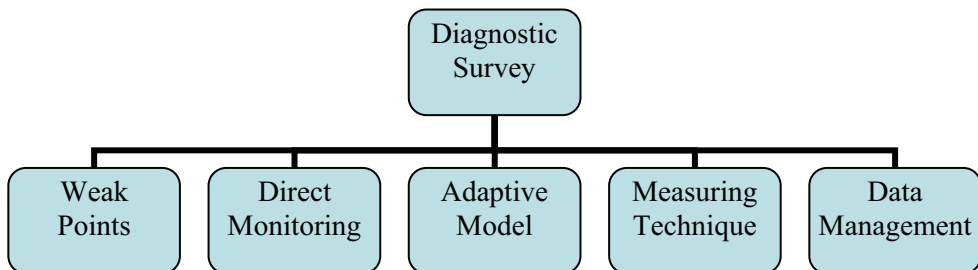 Diagnostic
Survey
Weak
Points
Direct
Monitoring
Adaptive
Model
Measuring
Technique
Data
Management